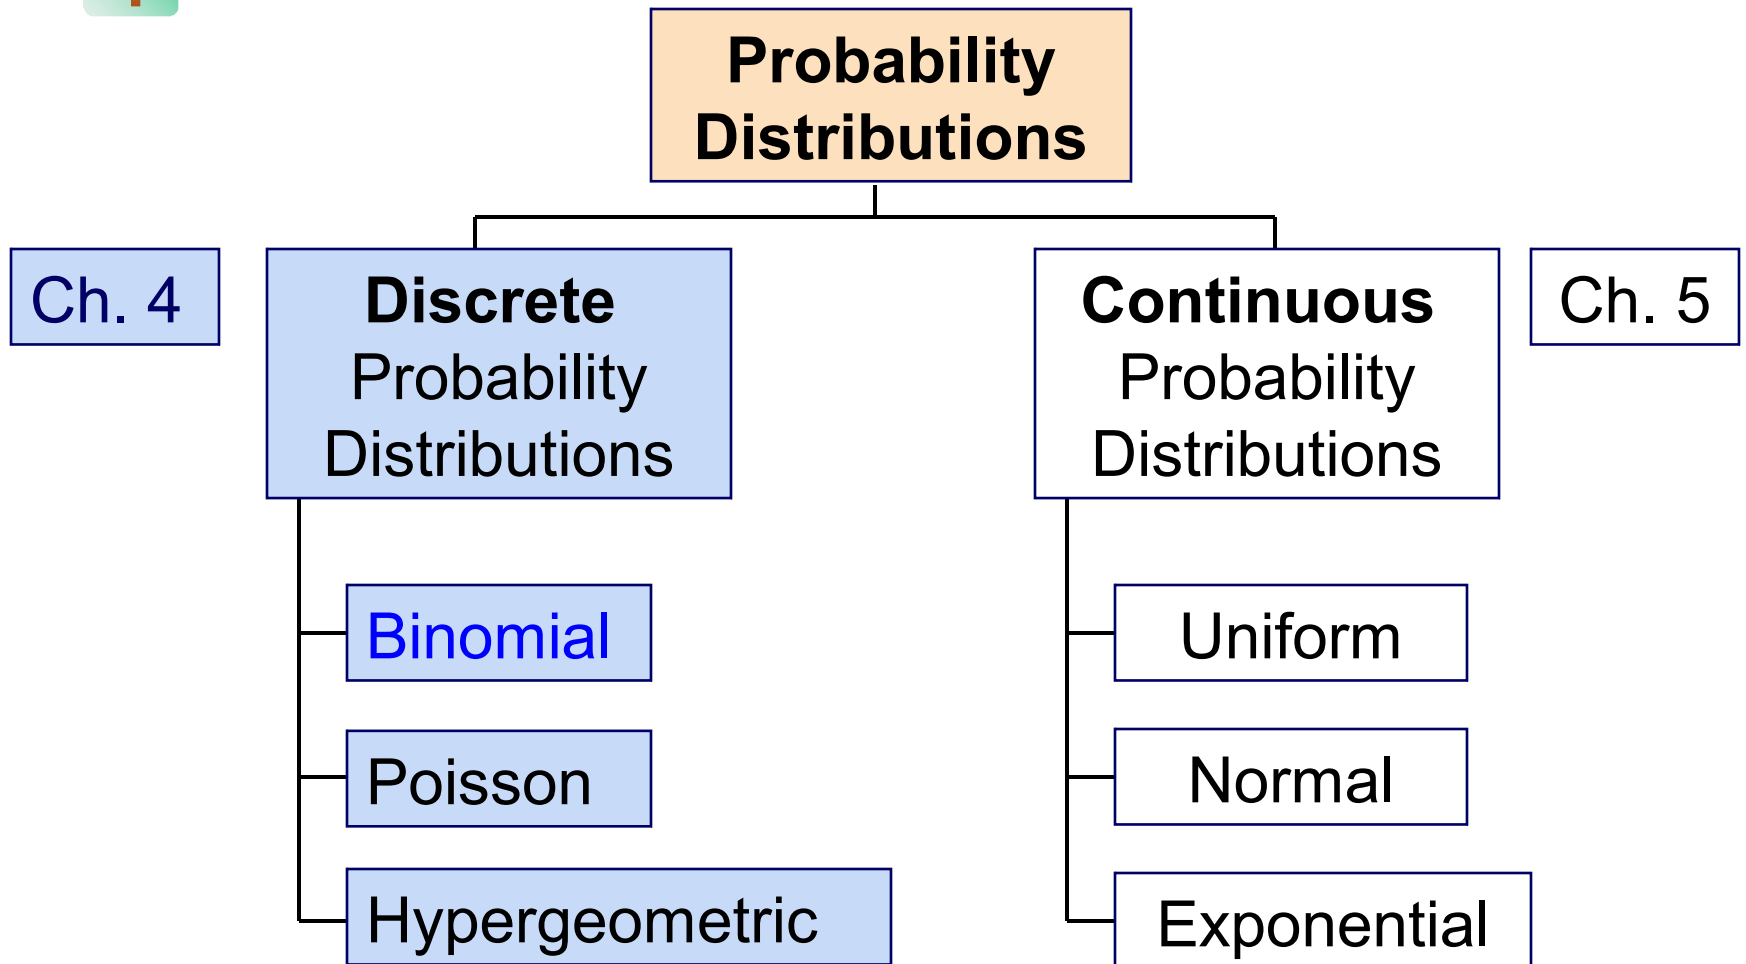 Probability
Distributions
Ch. 4
Discrete
Probability
Distributions
Continuous
Probability
Distributions
Ch. 5
Binomial
Poisson
Hypergeometric
Uniform
Normal
Exponential